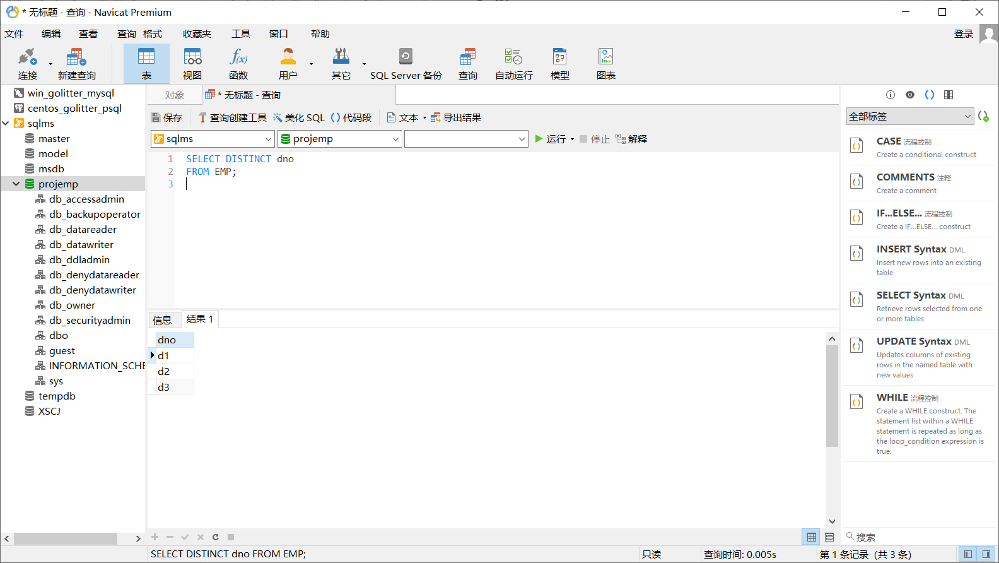 * 无标题 - 查询 - Navicat Premium
文件 编辑 查看 查询 格式 收藏夹 工具 窗口 帮助 登录
连接 新建查询 表 视图 函数 用户 其它 SQL Server 备份 查询 自动运行 模型 图表
f(x)
win_golitter_mysql
centos_golitter_psql
sqlms
master
model
msdb
projemp
db_accessadmin
db_backupoperator
db_datareader
db_datawriter
db_ddladmin
db_denydatareader
db_denydatawriter
db_owner
db_securityadmin
dbo
guest
INFORMATION_SCHE
sys
tempdb
XSCJ
对象 * 无标题 - 查询
保存 查询创建工具 美化 SQL 代码段 文本 导出结果
sqlms projemp 运行 停止 解释
1 SELECT DISTINCT dno
2 FROM EMP;
3
信息 结果 1
dno
d1
d2
d3
全部标签
CASE 流程控制
Create a conditional construct
COMMENTS 注释
Create a comment
IF...ELSE... 流程控制
Create a IF...ELSE... construct
INSERT Syntax DML
Insert new rows into an existing
table
SELECT Syntax DML
Retrieve rows selected from one
or more tables
UPDATE Syntax DML
Updates columns of existing
rows in the named table with
new values
WHILE 流程控制
Create a WHILE construct. The
statement list within a WHILE
statement is repeated as long as
the loop_condition expression is
true.
搜索
SELECT DISTINCT dno FROM EMP; 只读 查询时间: 0.005s 第 1 条记录 (共 3 条)